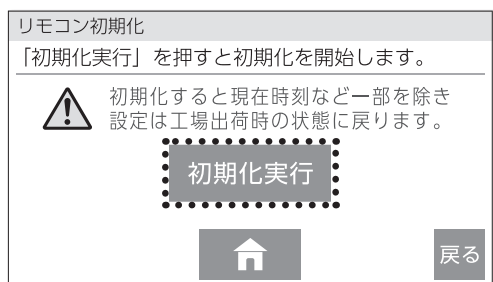 リモコン初期化
「初期化実行」を押すと初期化を開始します。
初期化すると現在時刻など一部を除き
設定は工場出荷時の状態に戻ります。
初期化実行
戻る